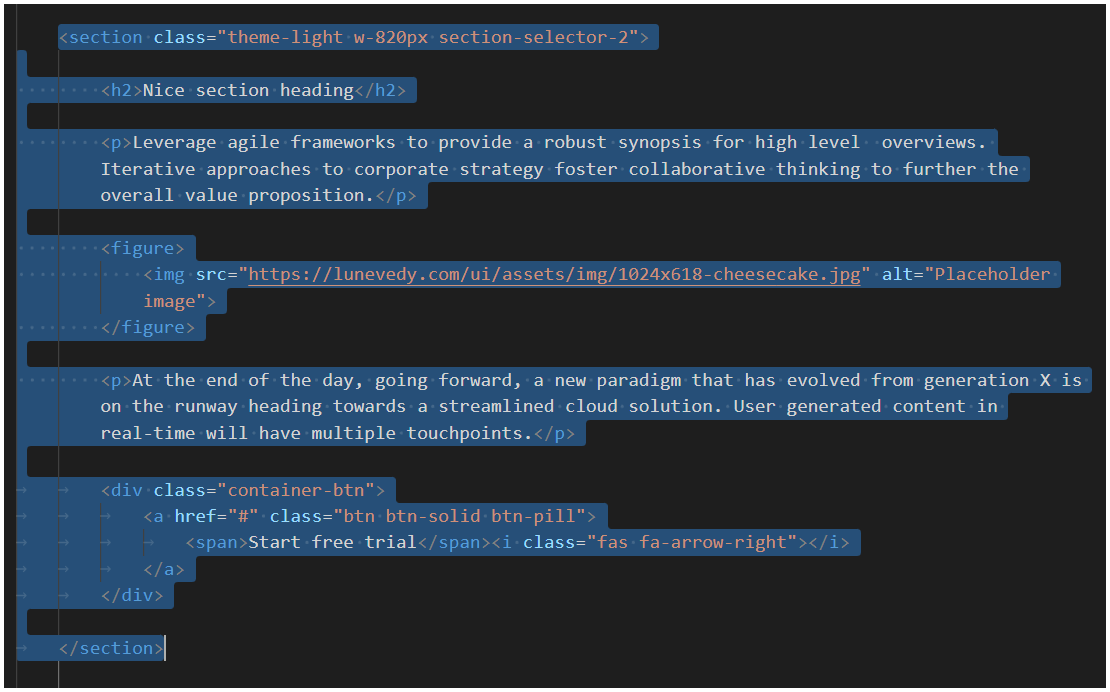 <section class="theme-light w-820px section-selector-2">
<h2>Nice section heading</h2>
<p>Leverage agile frameworks to provide a robust synopsis for high level  overviews.
Iterative approaches to corporate strategy foster collaborative thinking to further the
overall value proposition.</p>
<figure>
<img src="https://lunevedy.com/ui/assets/img/1024x618-cheesecake.jpg" alt="Placeholder
image">
</figure>
<p>At the end of the day, going forward, a new paradigm that has evolved from generation X is
on the runway heading towards a streamlined cloud solution. User generated content in
real-time will have multiple touchpoints.</p>
<div class="container-btn">
<a href="#" class="btn btn-solid btn-pill">
<span>Start free trial</span><i class="fas fa-arrow-right"></i>
</a>
</div>
</section>